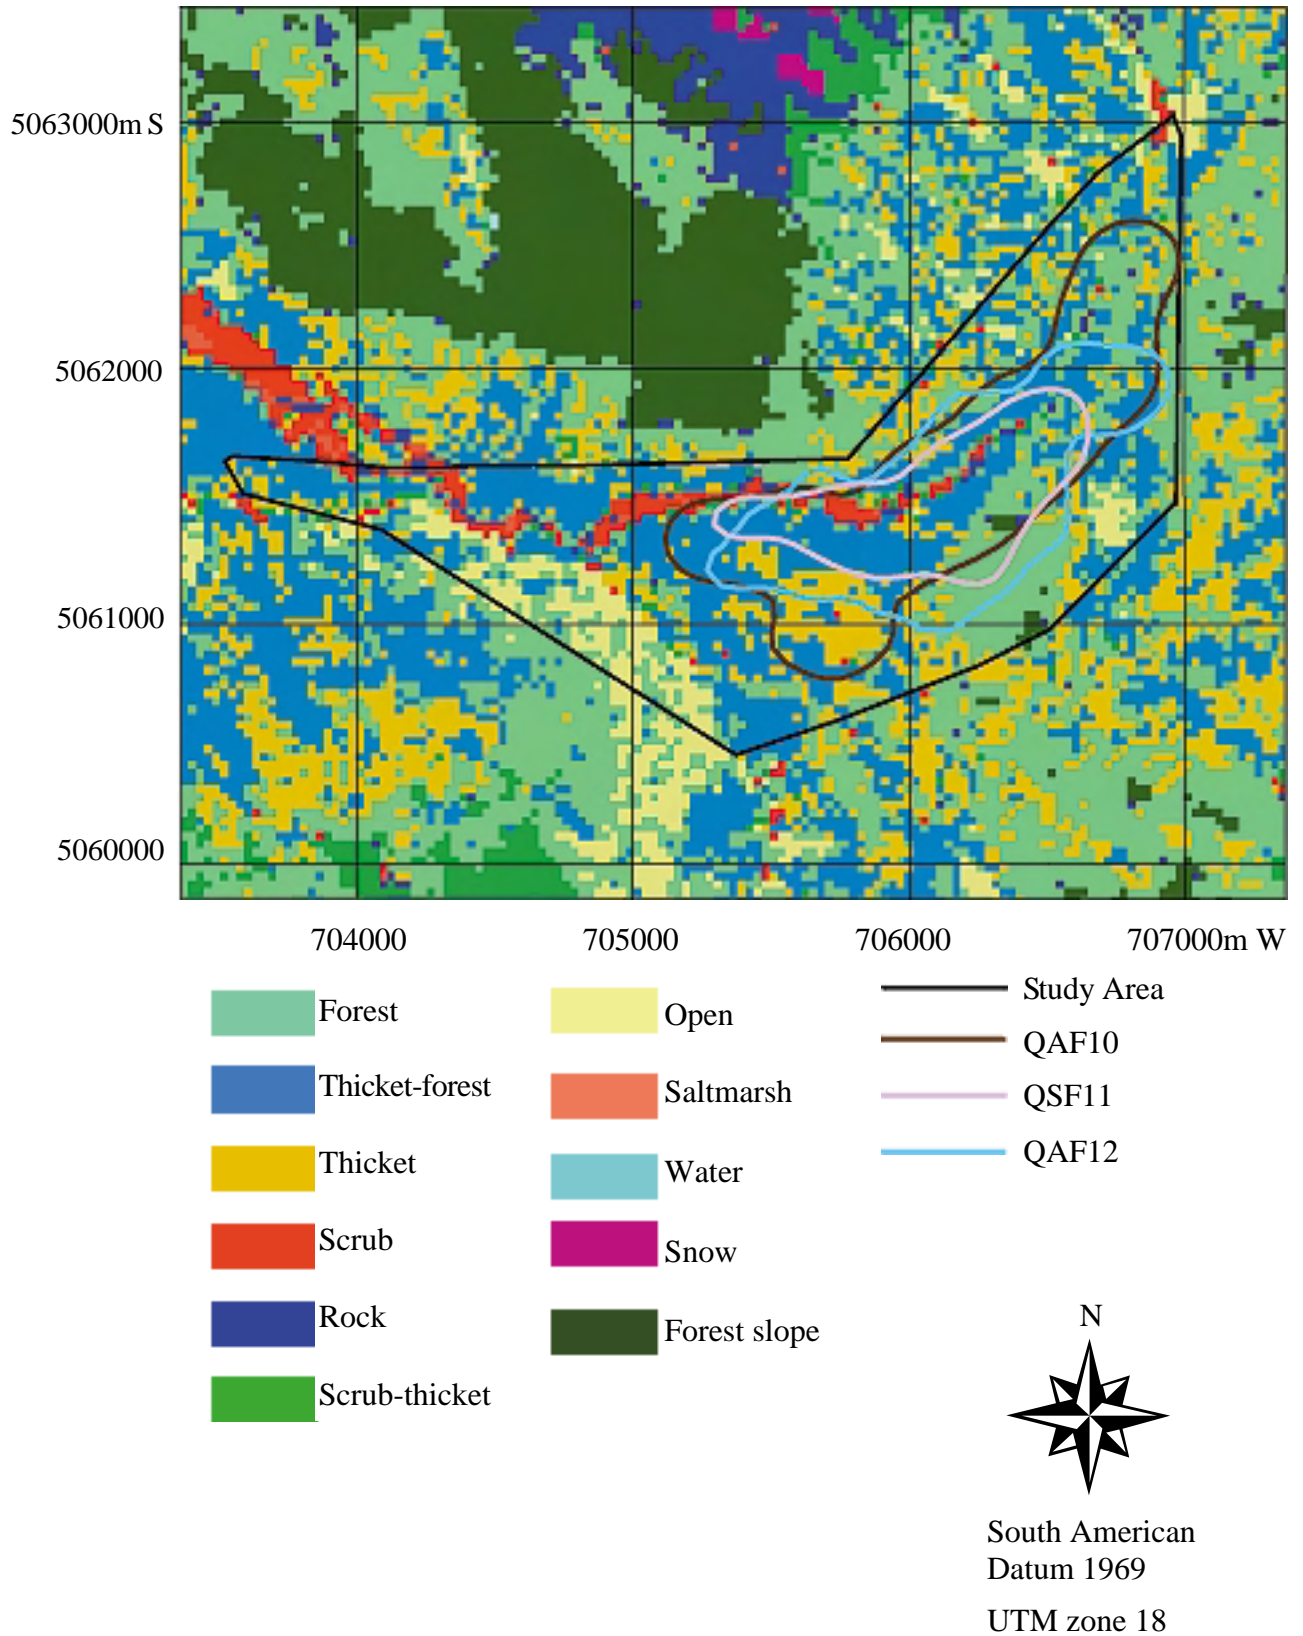 5063000m S
5062000
5061000
5060000
704000 705000 706000 707000m W
Forest
Thicket-forest
Thicket
Scrub
Rock
Scrub-thicket
Open
Saltmarsh
Water
Snow
Forest slope
Study Area
QAF10
QSF11
QAF12
N
South American
Datum 1969
UTM zone 18